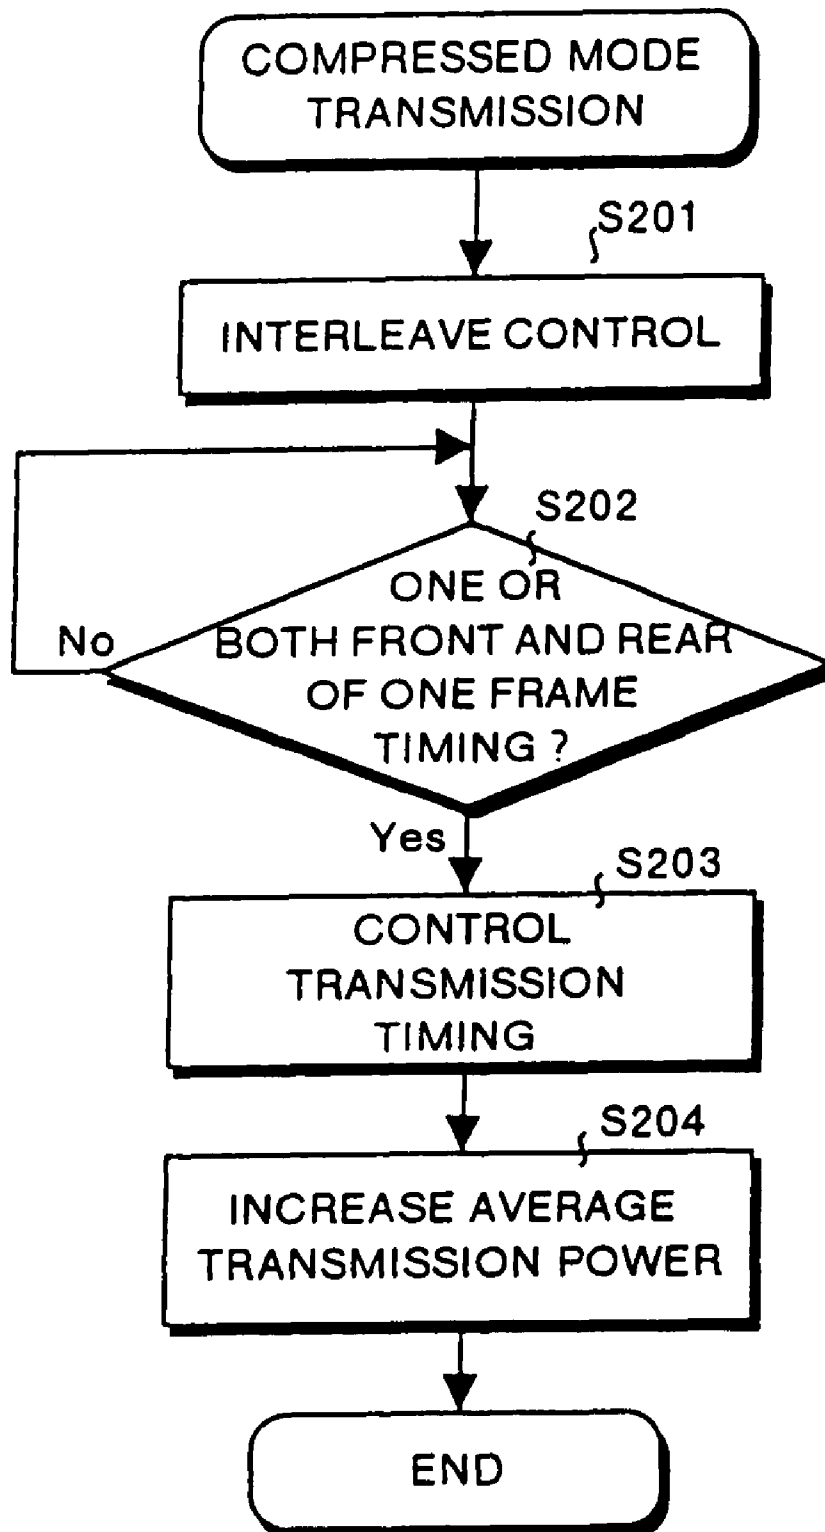 COMPRESSED MODE
TRANSMISSION
S201
INTERLEAVE CONTROL
S202
ONE OR
No
BOTH FRONT AND REAR
OF ONE FRAME
TIMING ?
Yes
S203
CONTROL
TRANSMISSION
TIMING
S204
INCREASE AVERAGE
TRANSMISSION POWER
END